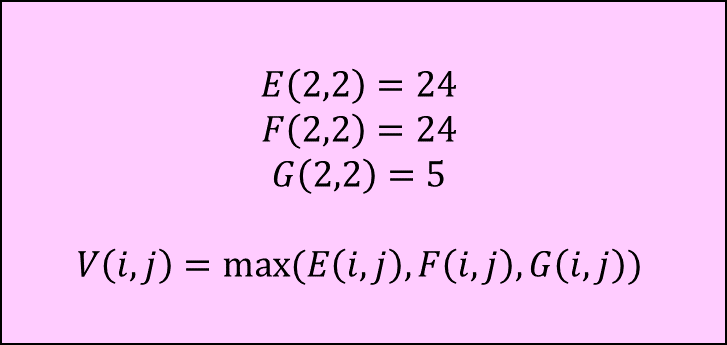 E(2,2) = 24
F(2,2) = 24
G(2,2) = 5
V(i,j) = max(E(i,j),F(i,j),G(i,j))